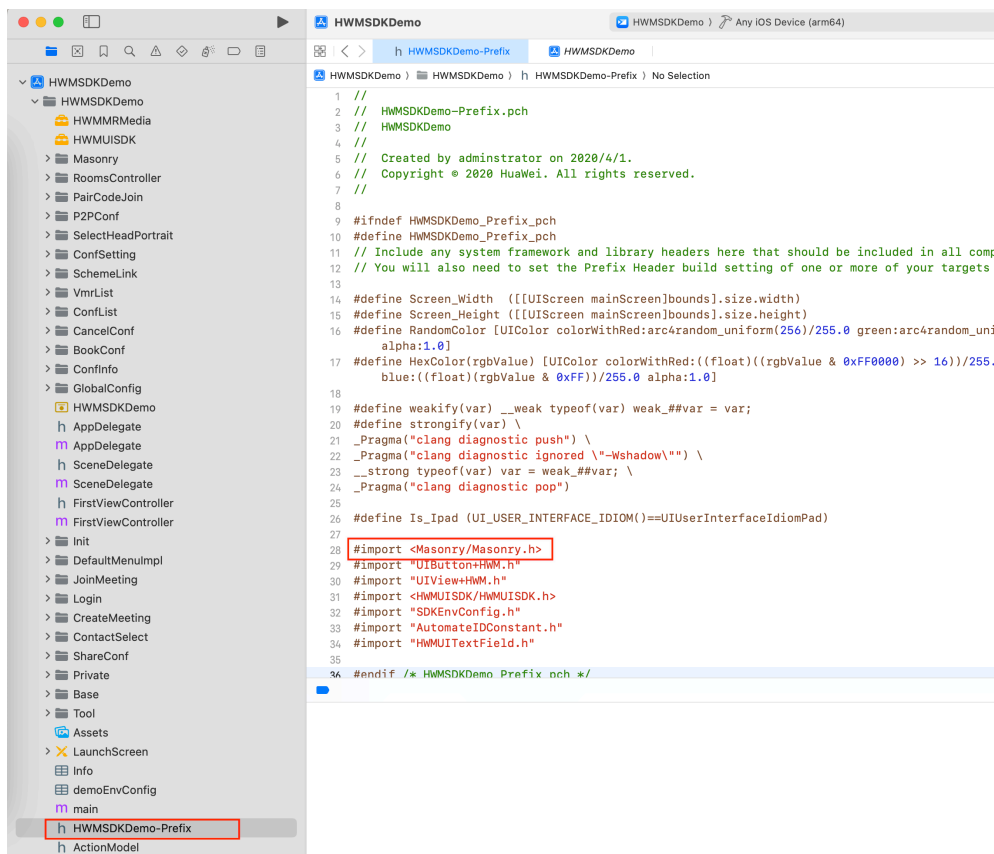 HWMSDKDemo
HWMSDKDemo ⟩ Any iOS Device (arm64)
h HWMSDKDemo-Prefix
HWMSDKDemo
HWMSDKDemo ⟩ HWMSDKDemo ⟩ h HWMSDKDemo-Prefix ⟩ No Selection
HWMSDKDemo
HWMSDKDemo
HWMMRMedia
HWMUISDK
Masonry
RoomsController
PairCodeJoin
P2PConf
SelectHeadPortrait
ConfSetting
SchemeLink
VmrList
ConfList
CancelConf
BookConf
ConfInfo
GlobalConfig
HWMSDKDemo
h AppDelegate
m AppDelegate
h SceneDelegate
m SceneDelegate
h FirstViewController
m FirstViewController
Init
DefaultMenuImpl
JoinMeeting
Login
CreateMeeting
ContactSelect
ShareConf
Private
Base
Tool
Assets
LaunchScreen
Info
demoEnvConfig
m main
h HWMSDKDemo-Prefix
h ActionModel
1 //
2 //  HWMSDKDemo-Prefix.pch
3 //  HWMSDKDemo
4 //
5 //  Created by adminstrator on 2020/4/1.
6 //  Copyright © 2020 HuaWei. All rights reserved.
7 //
8
9 #ifndef HWMSDKDemo_Prefix_pch
10 #define HWMSDKDemo_Prefix_pch
11 // Include any system framework and library headers here that should be included in all comp
12 // You will also need to set the Prefix Header build setting of one or more of your targets
13
14 #define Screen_Width  ([[UIScreen mainScreen]bounds].size.width)
15 #define Screen_Height ([[UIScreen mainScreen]bounds].size.height)
16 #define RandomColor [UIColor colorWithRed:arc4random_uniform(256)/255.0 green:arc4random_uni
alpha:1.0]
17 #define HexColor(rgbValue) [UIColor colorWithRed:((float)((rgbValue & 0xFF0000) >> 16))/255.
blue:((float)(rgbValue & 0xFF))/255.0 alpha:1.0]
18
19 #define weakify(var) __weak typeof(var) weak_##var = var;
20 #define strongify(var) \
21 _Pragma("clang diagnostic push") \
22 _Pragma("clang diagnostic ignored \"-Wshadow\"") \
23 __strong typeof(var) var = weak_##var; \
24 _Pragma("clang diagnostic pop")
25
26 #define Is_Ipad (UI_USER_INTERFACE_IDIOM()==UIUserInterfaceIdiomPad)
27
28 #import <Masonry/Masonry.h>
29 #import "UIButton+HWM.h"
30 #import "UIView+HWM.h"
31 #import <HWMUISDK/HWMUISDK.h>
32 #import "SDKEnvConfig.h"
33 #import "AutomateIDConstant.h"
34 #import "HWMUITextField.h"
35
36 #endif /* HWMSDKDemo_Prefix_pch */